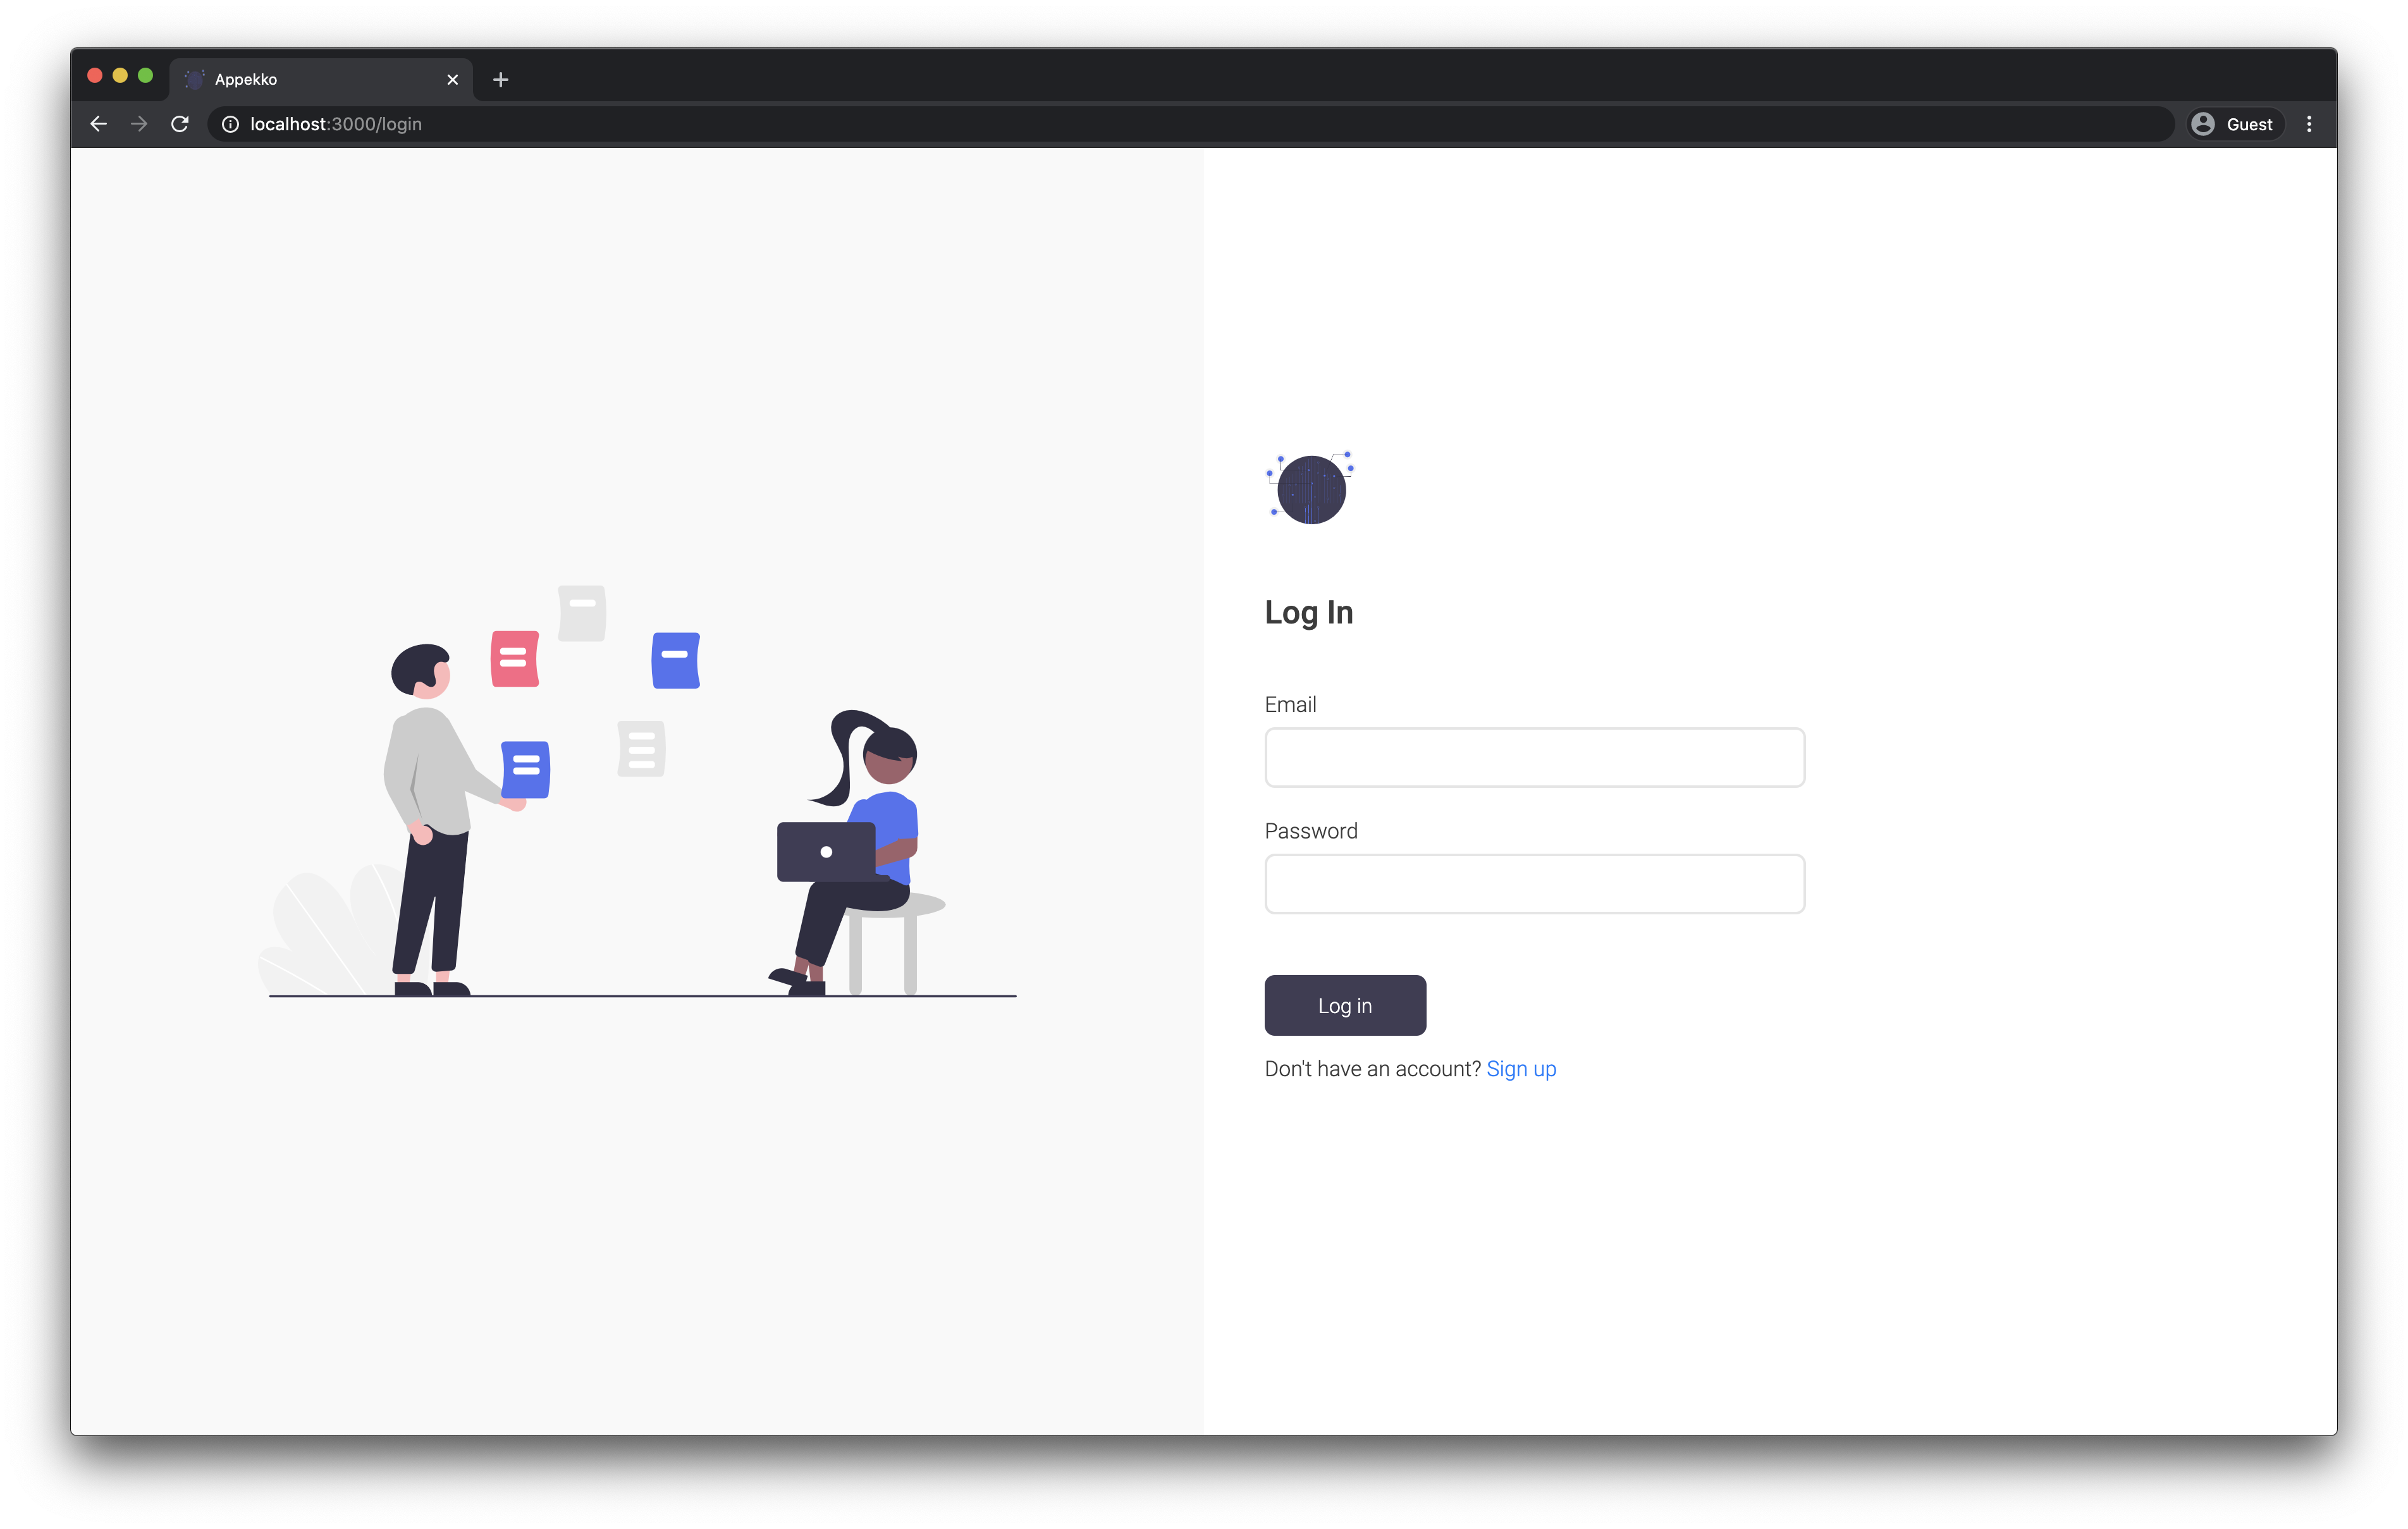 Appekko
localhost:3000/login
Guest
Log In
Email
Password
Log in
Don't have an account? Sign up